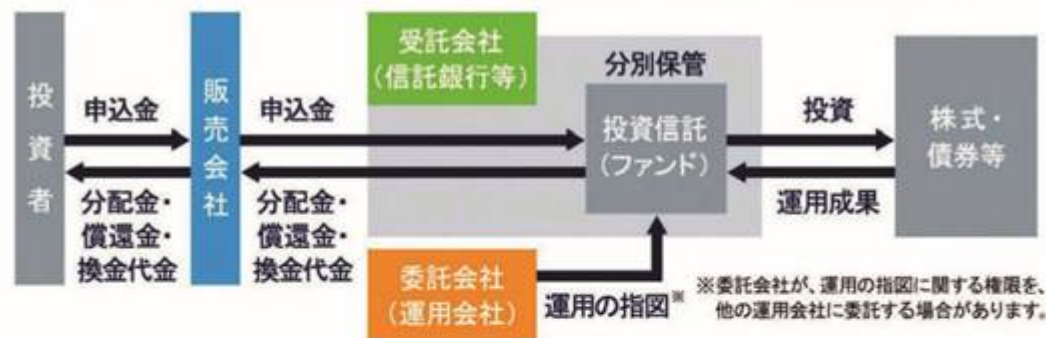 投資者
申込金
分配金・
償還金・
換金代金
販売会社
申込金
分配金・
償還金・
換金代金
受託会社
(信託銀行等)
分別保管
投資信託
(ファンド)
委託会社
(運用会社)
運用の指図※
投資
運用成果
株式・
債券等
※委託会社が、運用の指図に関する権限を、
他の運用会社に委託する場合があります。